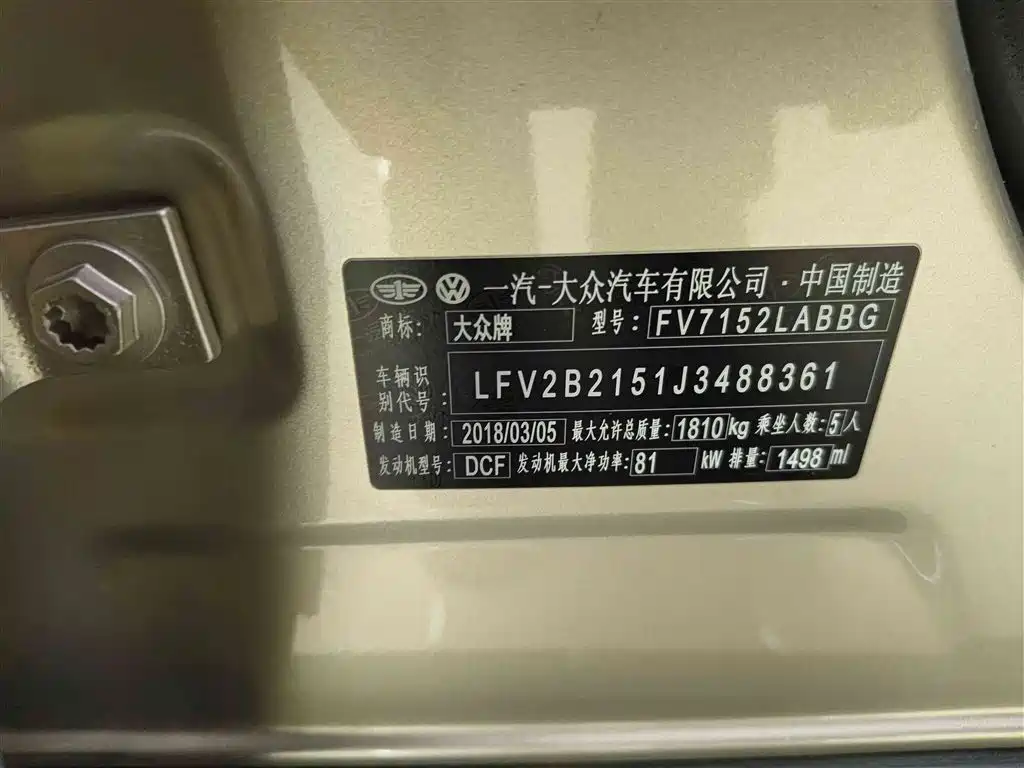 一汽-大众汽车有限公司·中国制造
商标: 大众牌 型号: FV7152LABBG
车辆识
别代号: LFV2B2151J3488361
制造日期: 2018/03/05 最大允许总质量: 1810 kg 乘坐人数: 5 人
发动机型号: DCF 发动机最大净功率: 81 kW 排量: 1498 ml